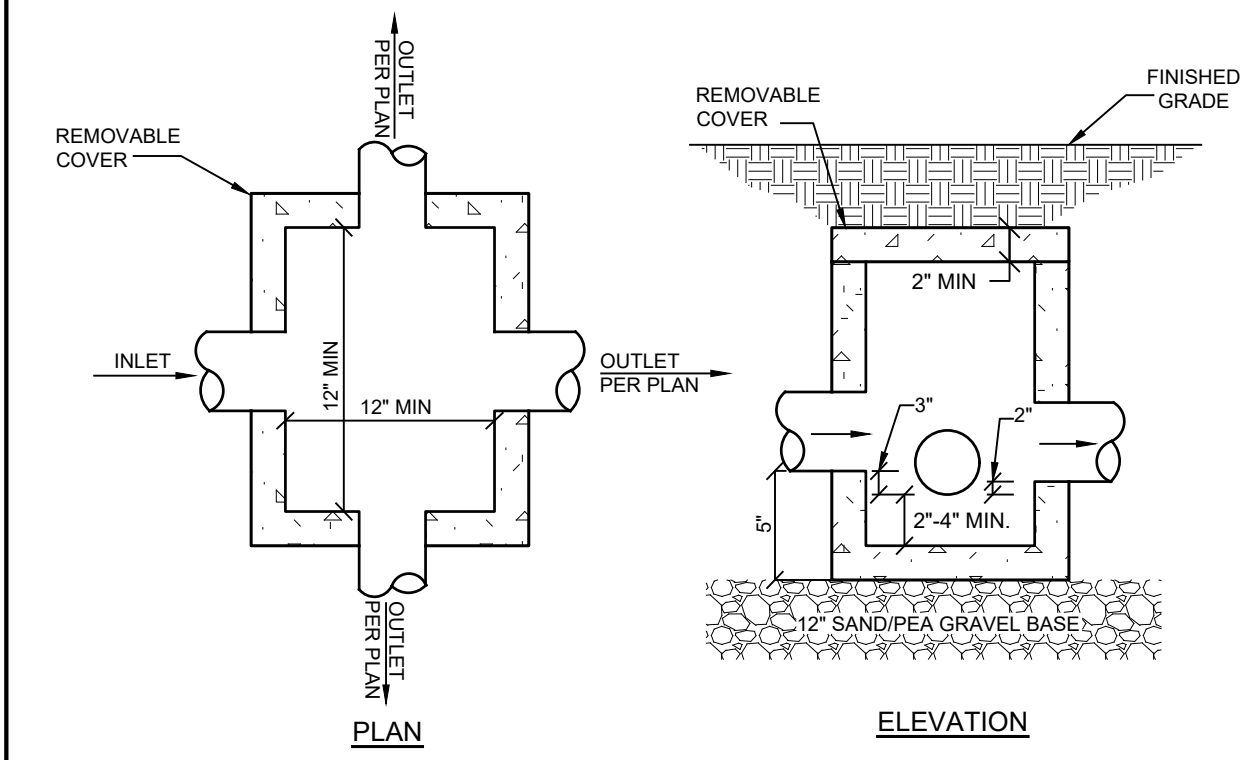 OUTLET
PER PLAN
REMOVABLE
COVER
INLET
12" MIN
12" MIN
OUTLET
PER PLAN
OUTLET
PER PLAN
PLAN
FINISHED
GRADE
REMOVABLE
COVER
2" MIN
3"
2"
5"
2"-4" MIN.
12" SAND/PEA GRAVEL BASE
ELEVATION